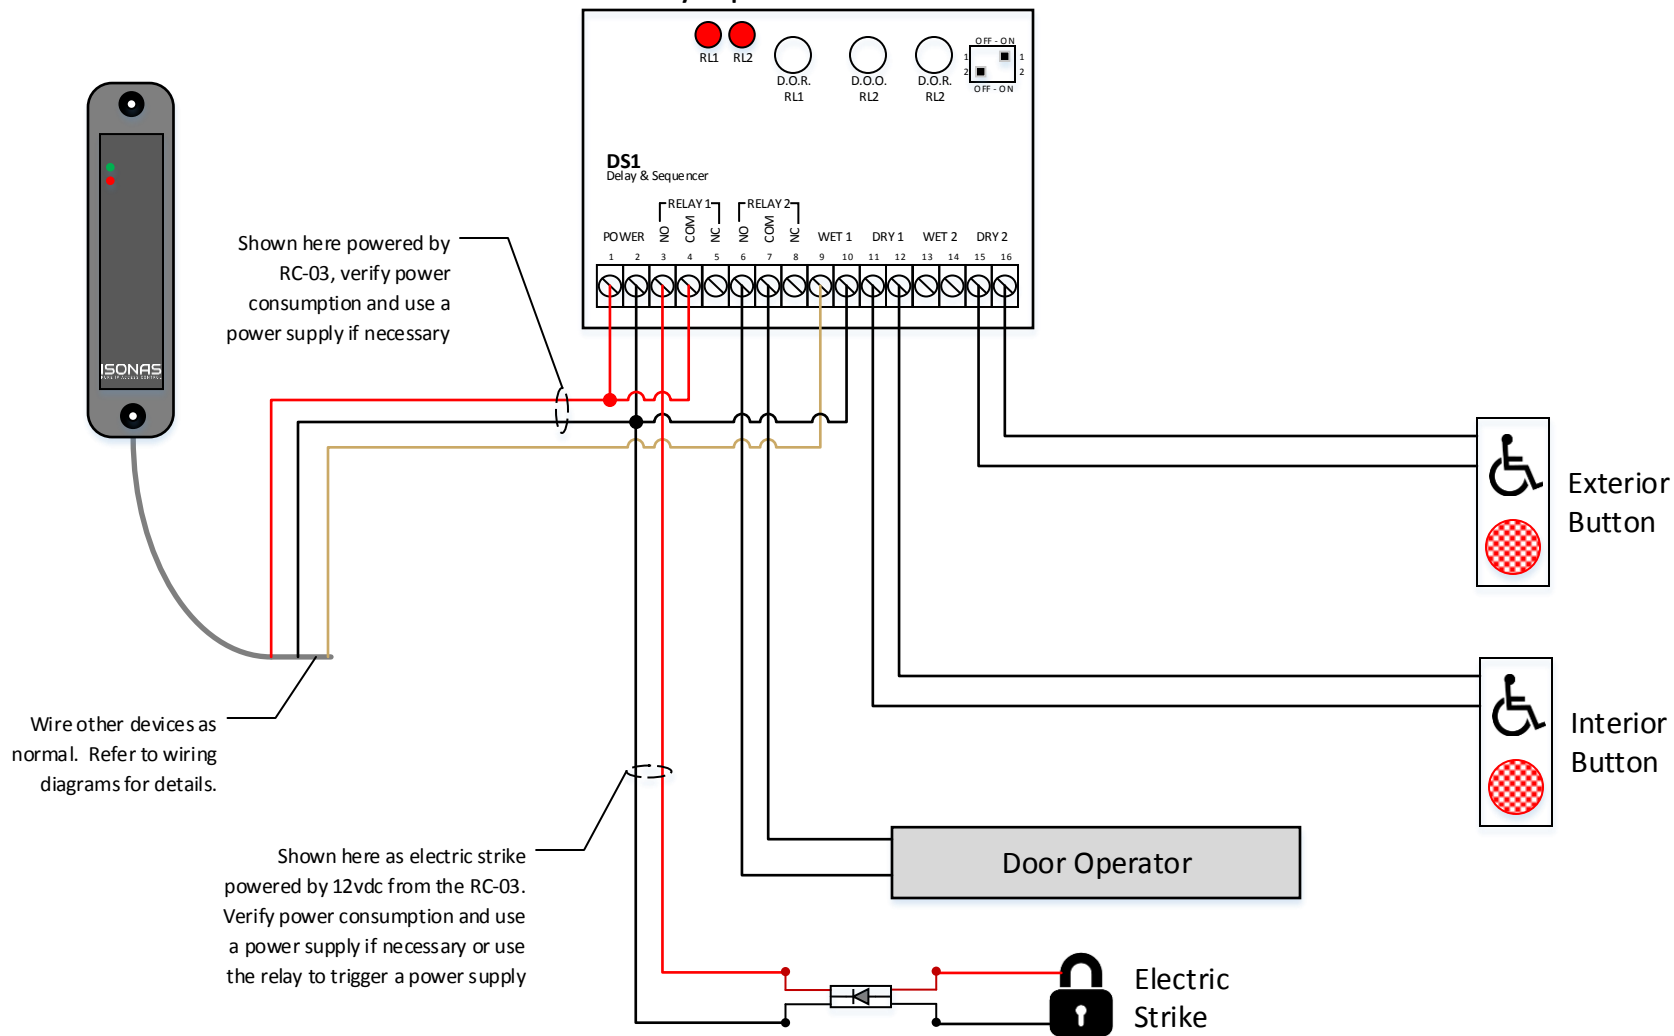 RL1 RL2
D.O.R.
RL1
D.O.O.
RL2
D.O.R.
RL2
OFF - ON
1 1
2 2
OFF - ON
DS1
Delay & Sequencer
RELAY 1 RELAY 2
POWER NO COM NC NO COM NC WET 1 DRY 1 WET 2 DRY 2
1 2 3 4 5 6 7 8 9 10 11 12 13 14 15 16
ISONAS
Shown here powered by
RC-03, verify power
consumption and use a
power supply if necessary
Exterior
Button
Wire other devices as
normal. Refer to wiring
diagrams for details.
Interior
Button
Shown here as electric strike
powered by 12vdc from the RC-03.
Verify power consumption and use
a power supply if necessary or use
the relay to trigger a power supply
Door Operator
Electric
Strike